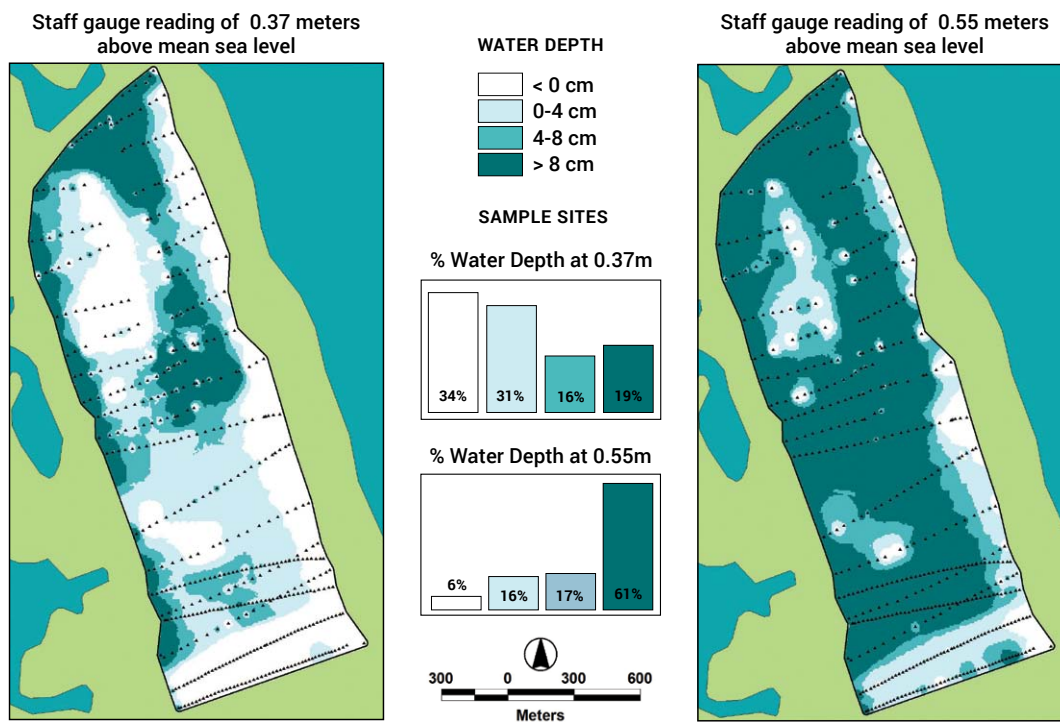 Staff gauge reading of 0.37 meters
above mean sea level
WATER DEPTH
< 0 cm
0-4 cm
4-8 cm
> 8 cm
SAMPLE SITES
% Water Depth at 0.37m
34%
31%
16%
19%
% Water Depth at 0.55m
6%
16%
17%
61%
300 0 300 600
Meters
Staff gauge reading of 0.55 meters
above mean sea level